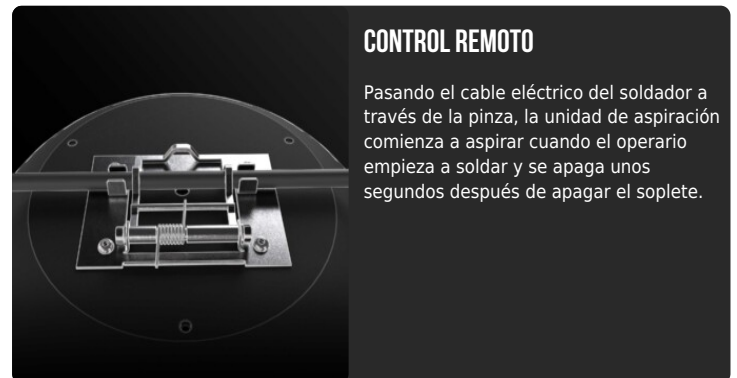 CONTROL REMOTO
Pasando el cable eléctrico del soldador a
través de la pinza, la unidad de aspiración
comienza a aspirar cuando el operario
empieza a soldar y se apaga unos
segundos después de apagar el soplete.